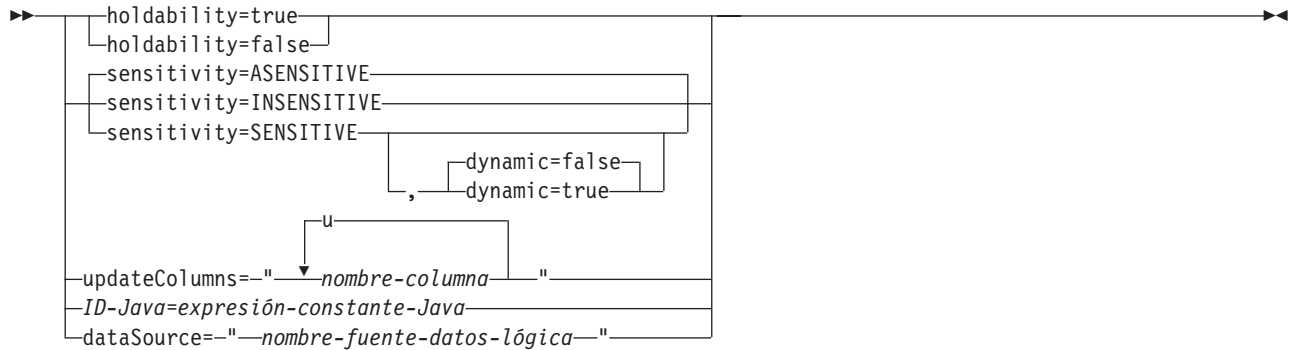 holdability=true
holdability=false
sensitivity=ASENSITIVE
sensitivity=INSENSITIVE
sensitivity=SENSITIVE
dynamic=false
, dynamic=true
u
updateColumns= " nombre-columna "
ID-Java=expresión-constante-Java
dataSource= " nombre-fuente-datos-lógica "